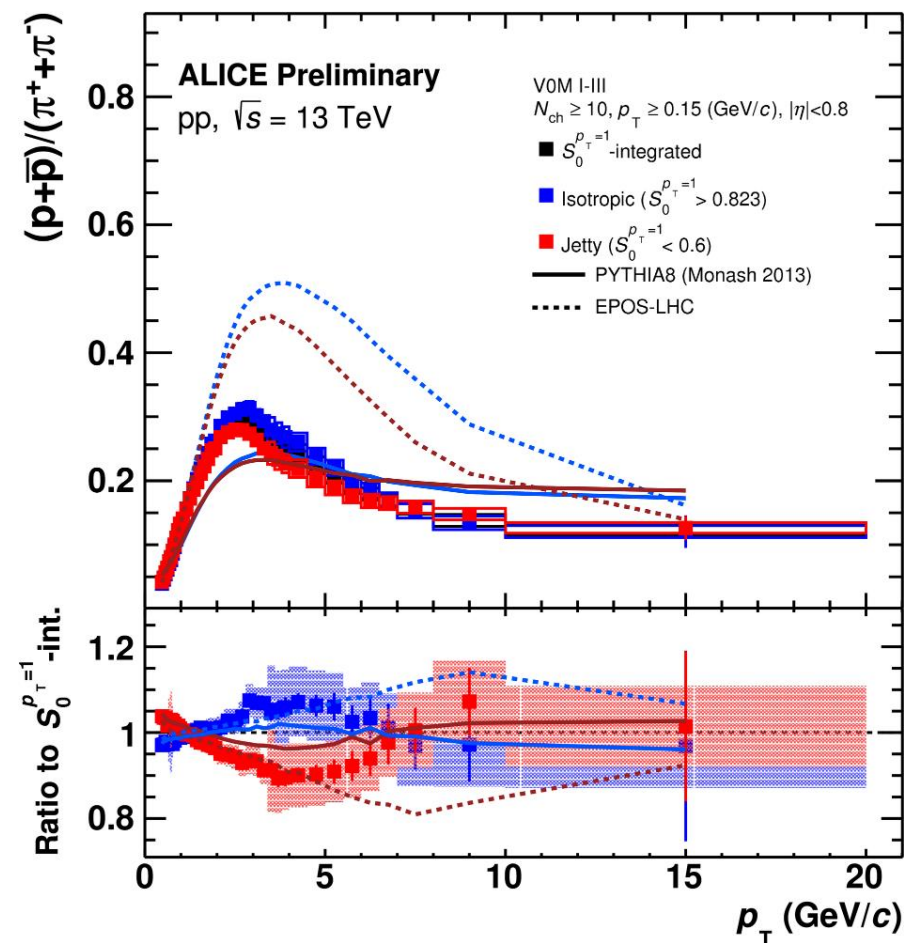 (p+p̅)/(π⁺+π⁻)
0.8
0.6
0.4
0.2
ALICE Preliminary
pp, √s = 13 TeV
V0M I-III
N_ch ≥ 10, p_T ≥ 0.15 (GeV/c), |η|<0.8
S_0^{p_T=1}-integrated
Isotropic (S_0^{p_T=1} > 0.823)
Jetty (S_0^{p_T=1} < 0.6)
PYTHIA8 (Monash 2013)
EPOS-LHC
Ratio to S_0^{p_T=1}-int.
1.2
1
0.8
0 5 10 15 20
p_T (GeV/c)